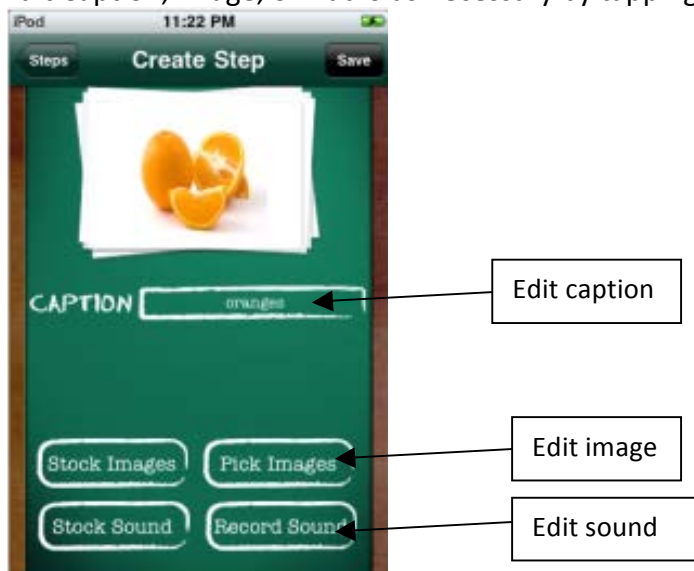 iPod 11:22 PM
Steps Create Step Save
CAPTION oranges
Edit caption
Stock Images Pick Images
Edit image
Stock Sound Record Sound
Edit sound